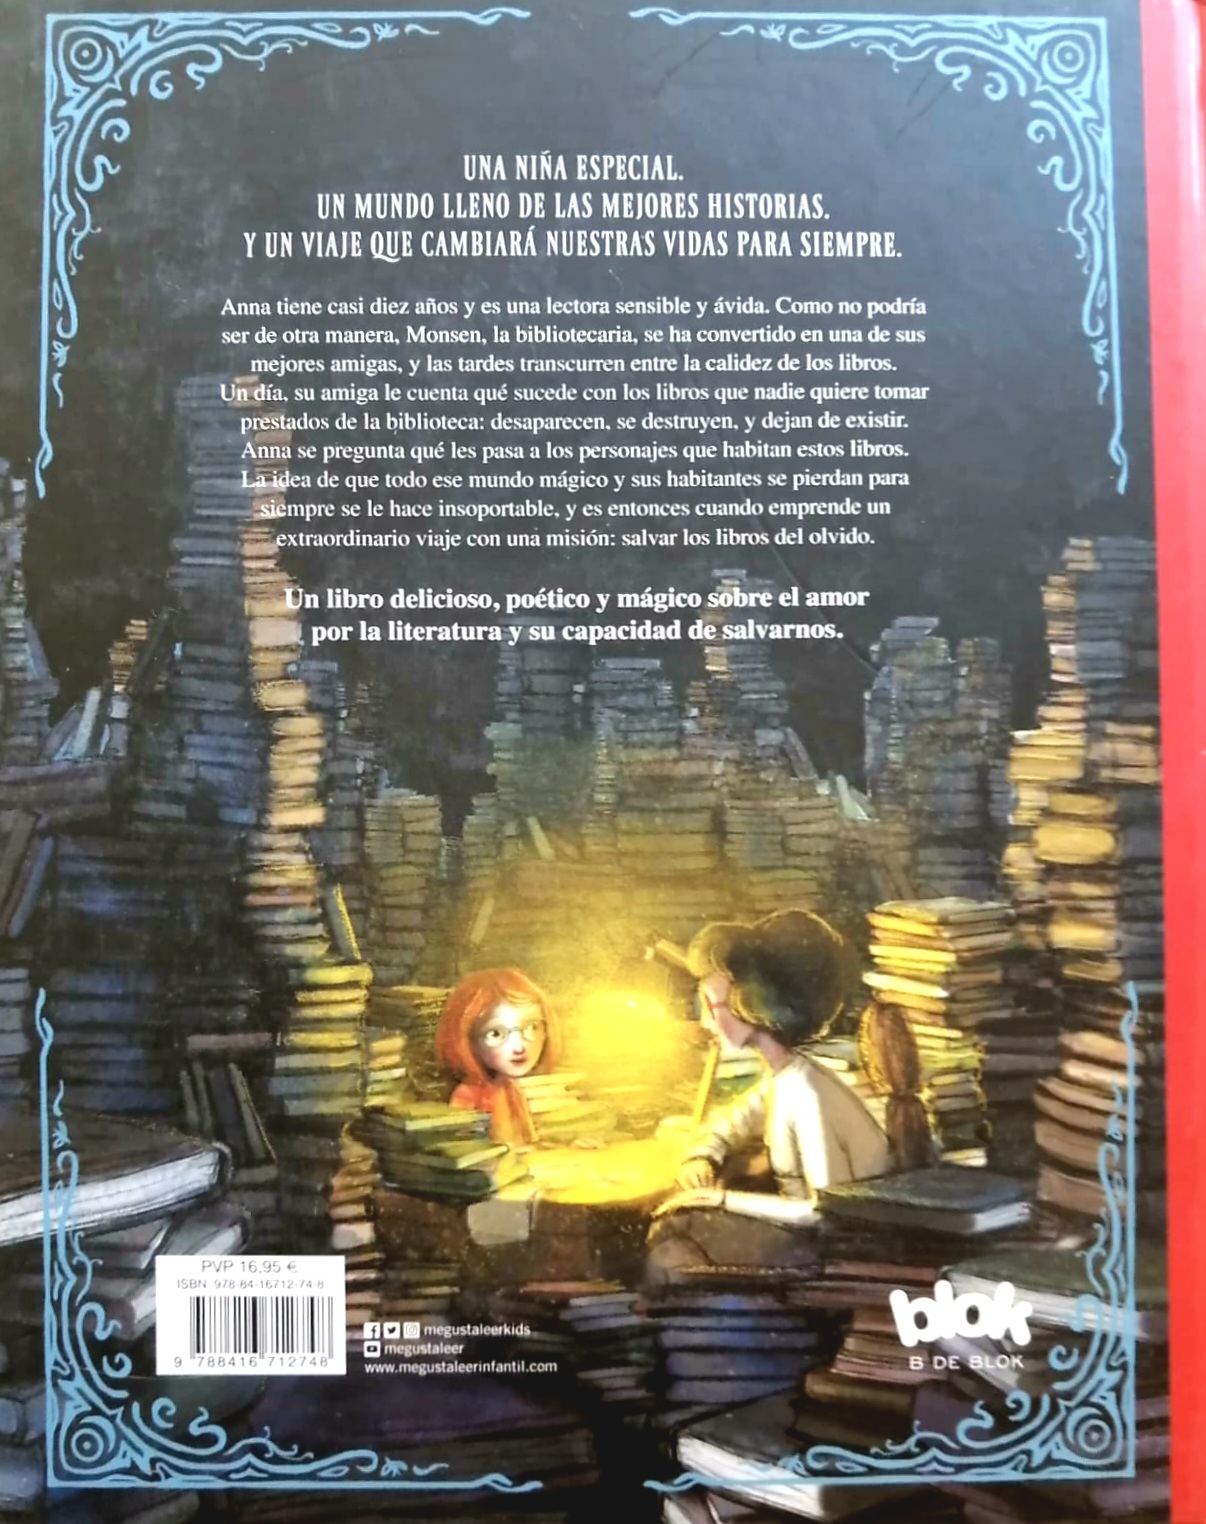 UNA NIÑA ESPECIAL.
UN MUNDO LLENO DE LAS MEJORES HISTORIAS.
Y UN VIAJE QUE CAMBIARÁ NUESTRAS VIDAS PARA SIEMPRE.
Anna tiene casi diez años y es una lectora sensible y ávida. Como no podría
ser de otra manera, Monsen, la bibliotecaria, se ha convertido en una de sus
mejores amigas, y las tardes transcurren entre la calidez de los libros.
Un día, su amiga le cuenta qué sucede con los libros que nadie quiere tomar
prestados de la biblioteca: desaparecen, se destruyen, y dejan de existir.
Anna se pregunta qué les pasa a los personajes que habitan estos libros.
La idea de que todo ese mundo mágico y sus habitantes se pierdan para
siempre se le hace insoportable, y es entonces cuando emprende un
extraordinario viaje con una misión: salvar los libros del olvido.
Un libro delicioso, poético y mágico sobre el amor
por la literatura y su capacidad de salvarnos.
PVP 16,95 €
ISBN 978-84-16712-74-8
9 788416 712748
megustaleerkids
megustaleer
www.megustaleerinfantil.com
blok
B DE BLOK